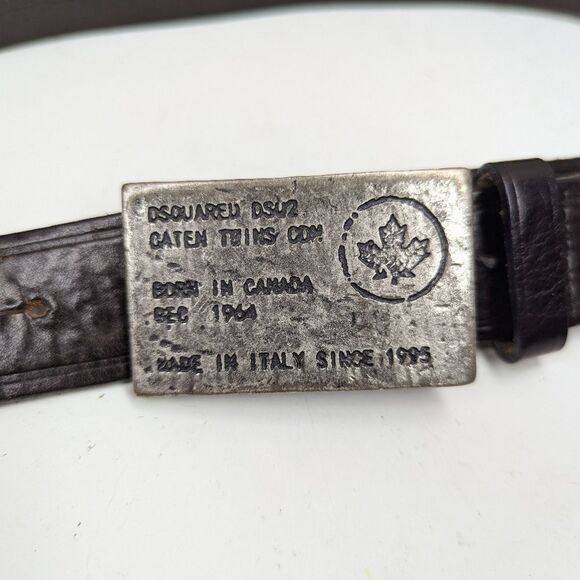 DSQUARED DSQ2
CATEN TWINS COM
BORN IN CANADA
DEC 1964
MADE IN ITALY SINCE 1995